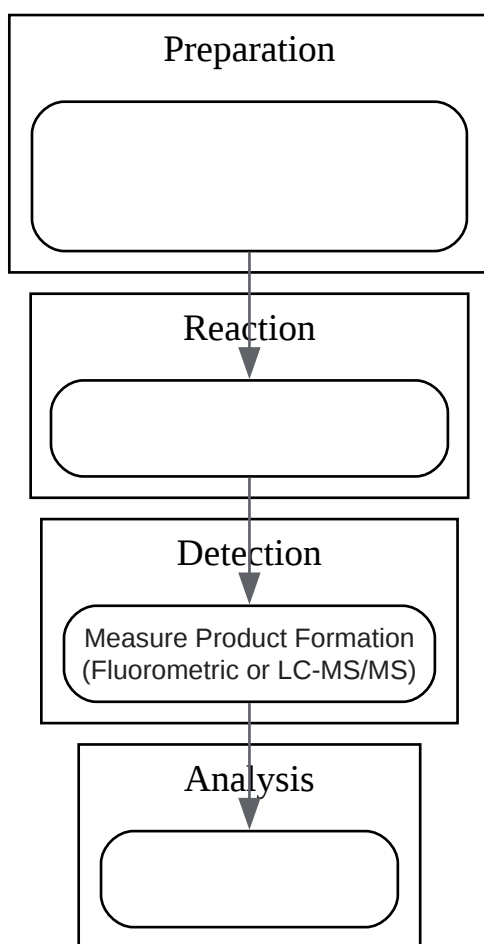 Preparation
Reaction
Detection
Measure Product Formation
(Fluorometric or LC-MS/MS)
Analysis